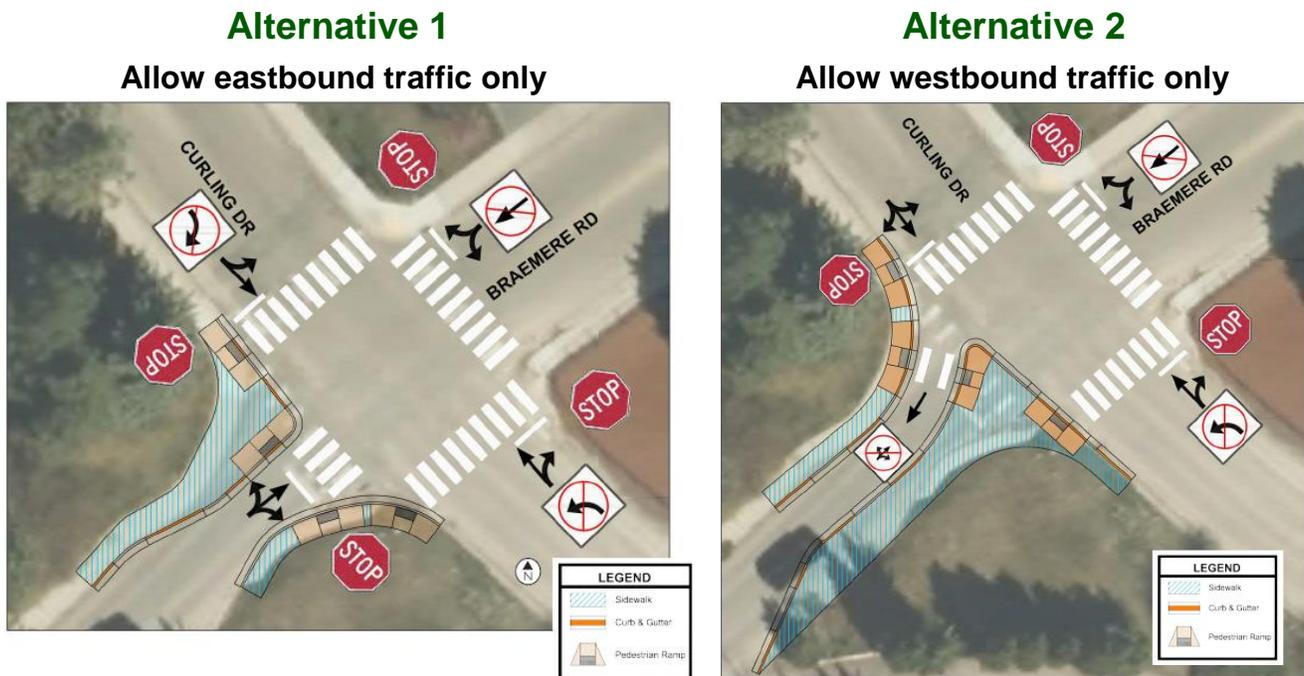 Alternative 1
Allow eastbound traffic only
STOP
CURLING DR
BRAEMERE RD
STOP
STOP
STOP
N
LEGEND
Sidewalk
Curb & Gutter
Pedestrian Ramp
Alternative 2
Allow westbound traffic only
STOP
CURLING DR
BRAEMERE RD
STOP
STOP
LEGEND
Sidewalk
Curb & Gutter
Pedestrian Ramp